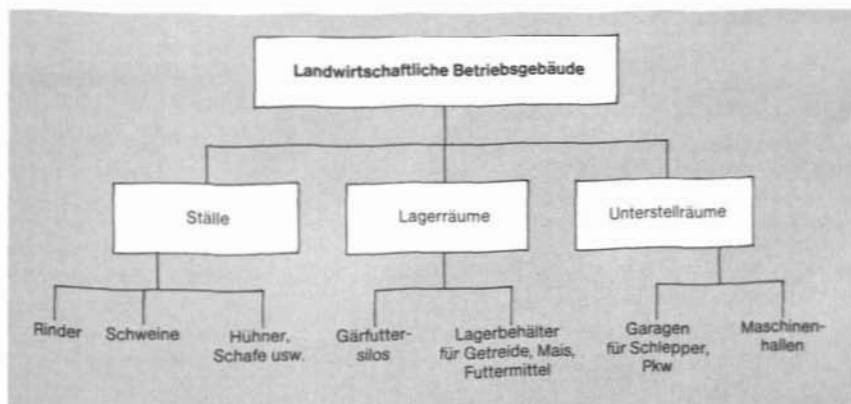 Landwirtschaftliche Betriebsgebäude
Ställe
Lagerräume
Unterstellräume
Rinder
Schweine
Hühner,
Schafe usw.
Gärfutter-
silos
Lagerbehälter
für Getreide, Mais,
Futtermittel
Garagen
für Schlepper,
Pkw
Maschinen-
hallen